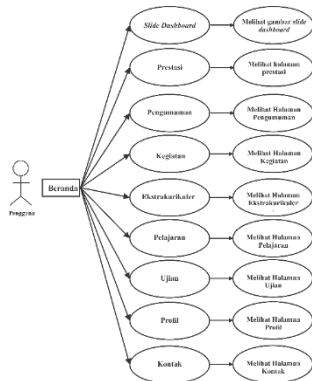 Slide Dashboard
Melihat gambar slide
dashboard
Prestasi
Melihat halaman
prestasi
Pengumuman
Melihat Halaman
Pengumuman
Kegiatan
Melihat Halaman
Kegiatan
Pengguna
Beranda
Ekstrakurikuler
Melihat Halaman
Ekstrakurikuler
Pelajaran
Melihat Halaman
Pelajaran
Ujian
Melihat Halaman
Ujian
Profil
Melihat Halaman
Profil
Kontak
Melihat Halaman
Kontak